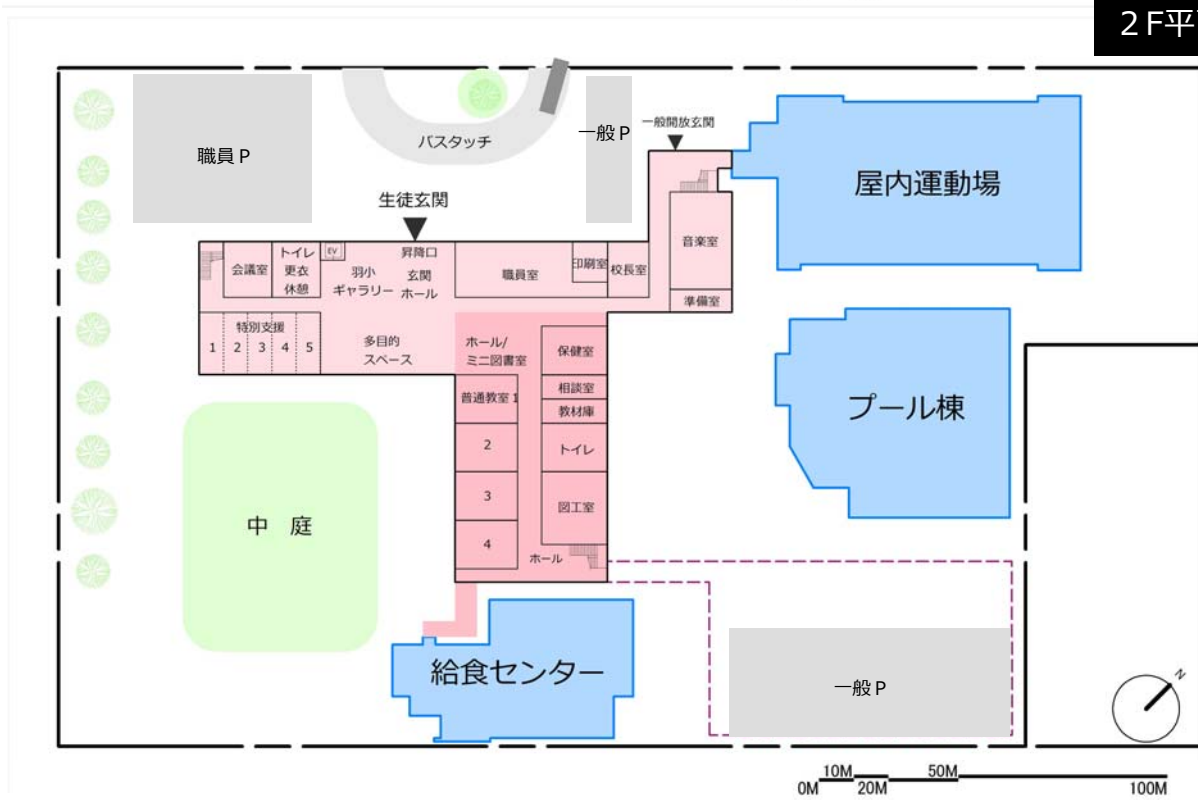 ２Ｆ平
職員Ｐ
バスタッチ
一般Ｐ
一般開放玄関
屋内運動場
生徒玄関
音楽室
準備室
会議室
トイレ
更衣
休憩
EV
羽小
ギャラリー
昇降口
玄関
ホール
職員室
印刷室
校長室
特別支援
1 2 3 4 5
多目的
スペース
ホール/
ミニ図書室
保健室
相談室
教材庫
トイレ
図工室
ホール
普通教室 1
2
3
4
プール棟
中 庭
給食センター
一般Ｐ
N
0M 10M 20M 50M 100M